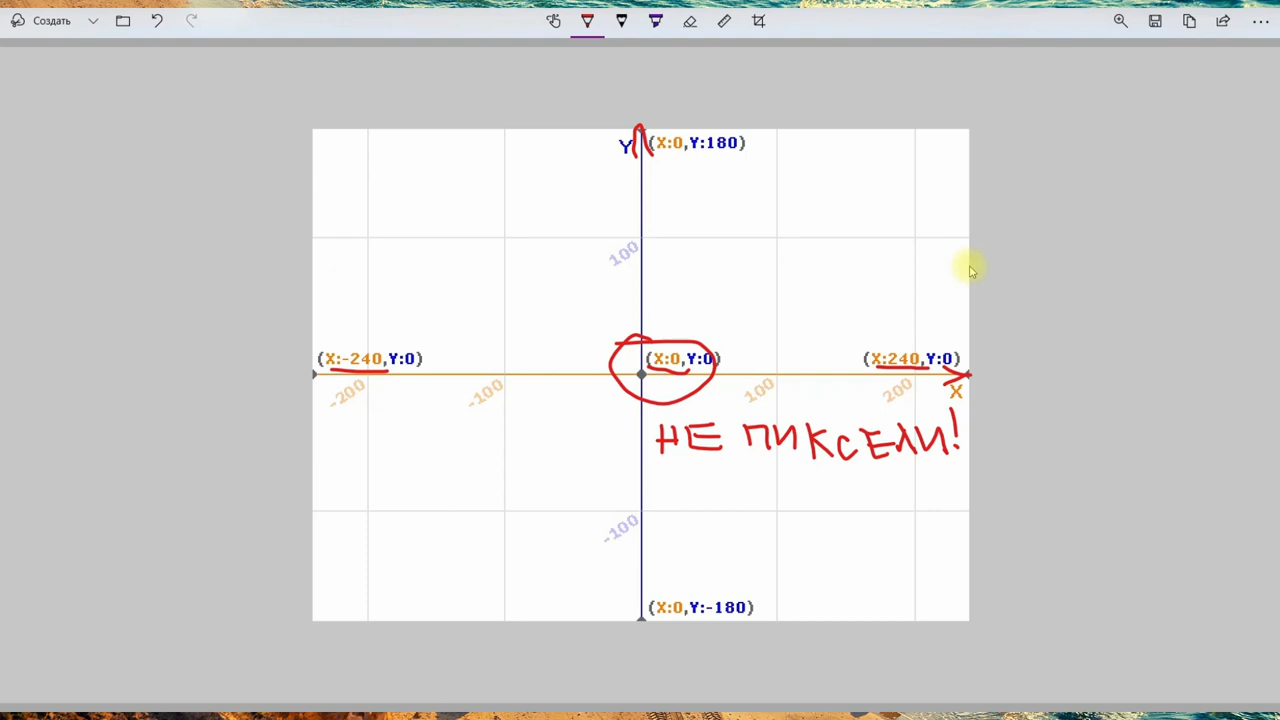 Создать
Y (X:0,Y:180)
100
(X:-240,Y:0) (X:0,Y:0) (X:240,Y:0)
-200 -100 100 200 X
НЕ ПИКСЕЛИ!
-100
(X:0,Y:-180)